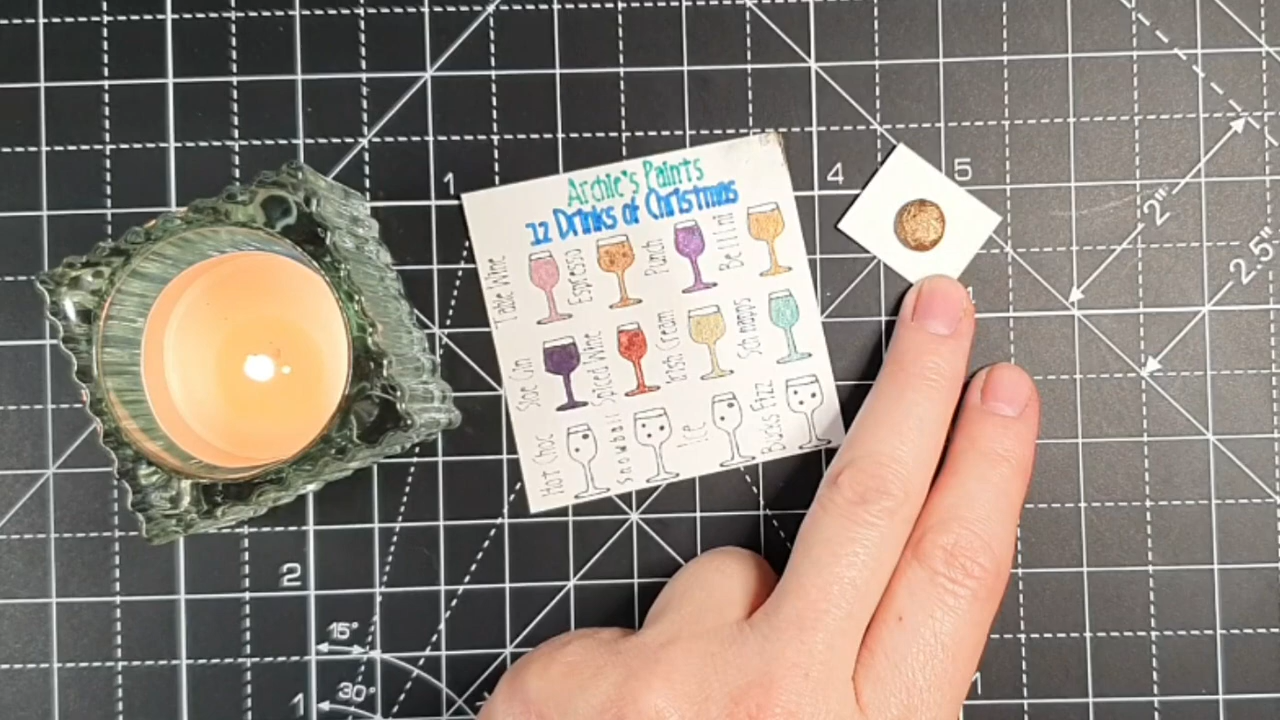 Archie's Paints
12 Drinks of Christmas
Table Wine
Espresso
Punch
Bellini
Sloe Gin
Spiced Wine
Irish Cream
Schnapps
Hot Choc
Snowball
Ice
Bucks Fizz
1
4
5
2"
2.5"
2
15°
1
30°